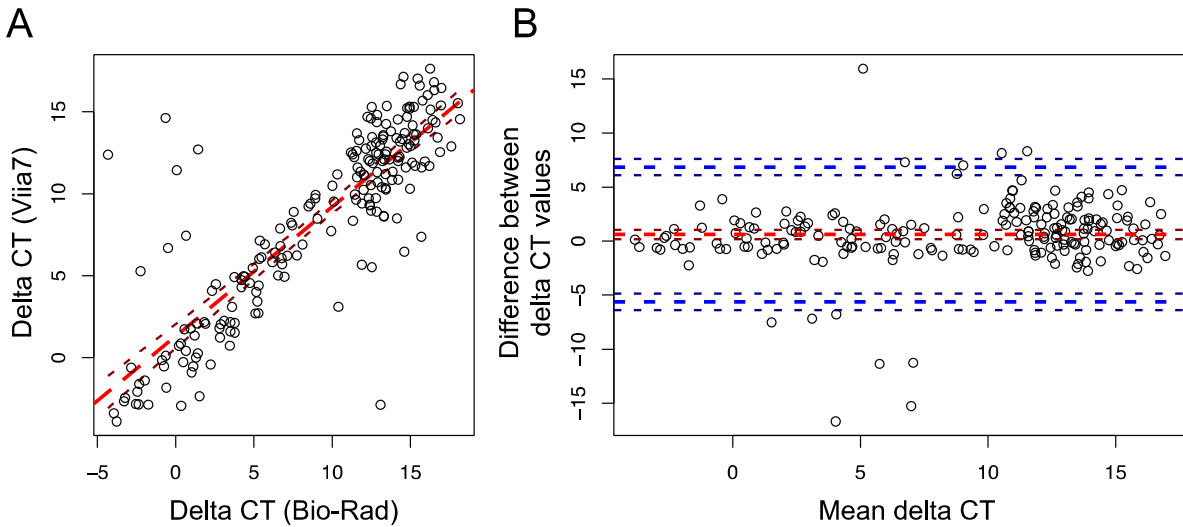 A
Delta CT (Viia7)
15
10
5
0
−5
0
5
10
15
Delta CT (Bio-Rad)
B
Difference between
delta CT values
15
10
5
0
−5
−10
−15
0
5
10
15
Mean delta CT